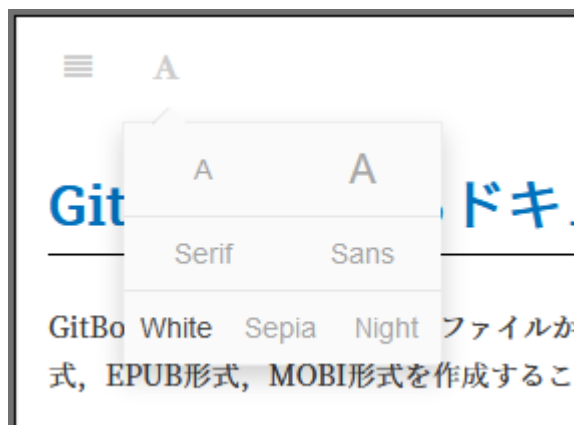 A
A A
Git ドキュ
Serif Sans
GitBo White Sepia Night ファイルか
式，EPUB形式，MOBI形式を作成するこ